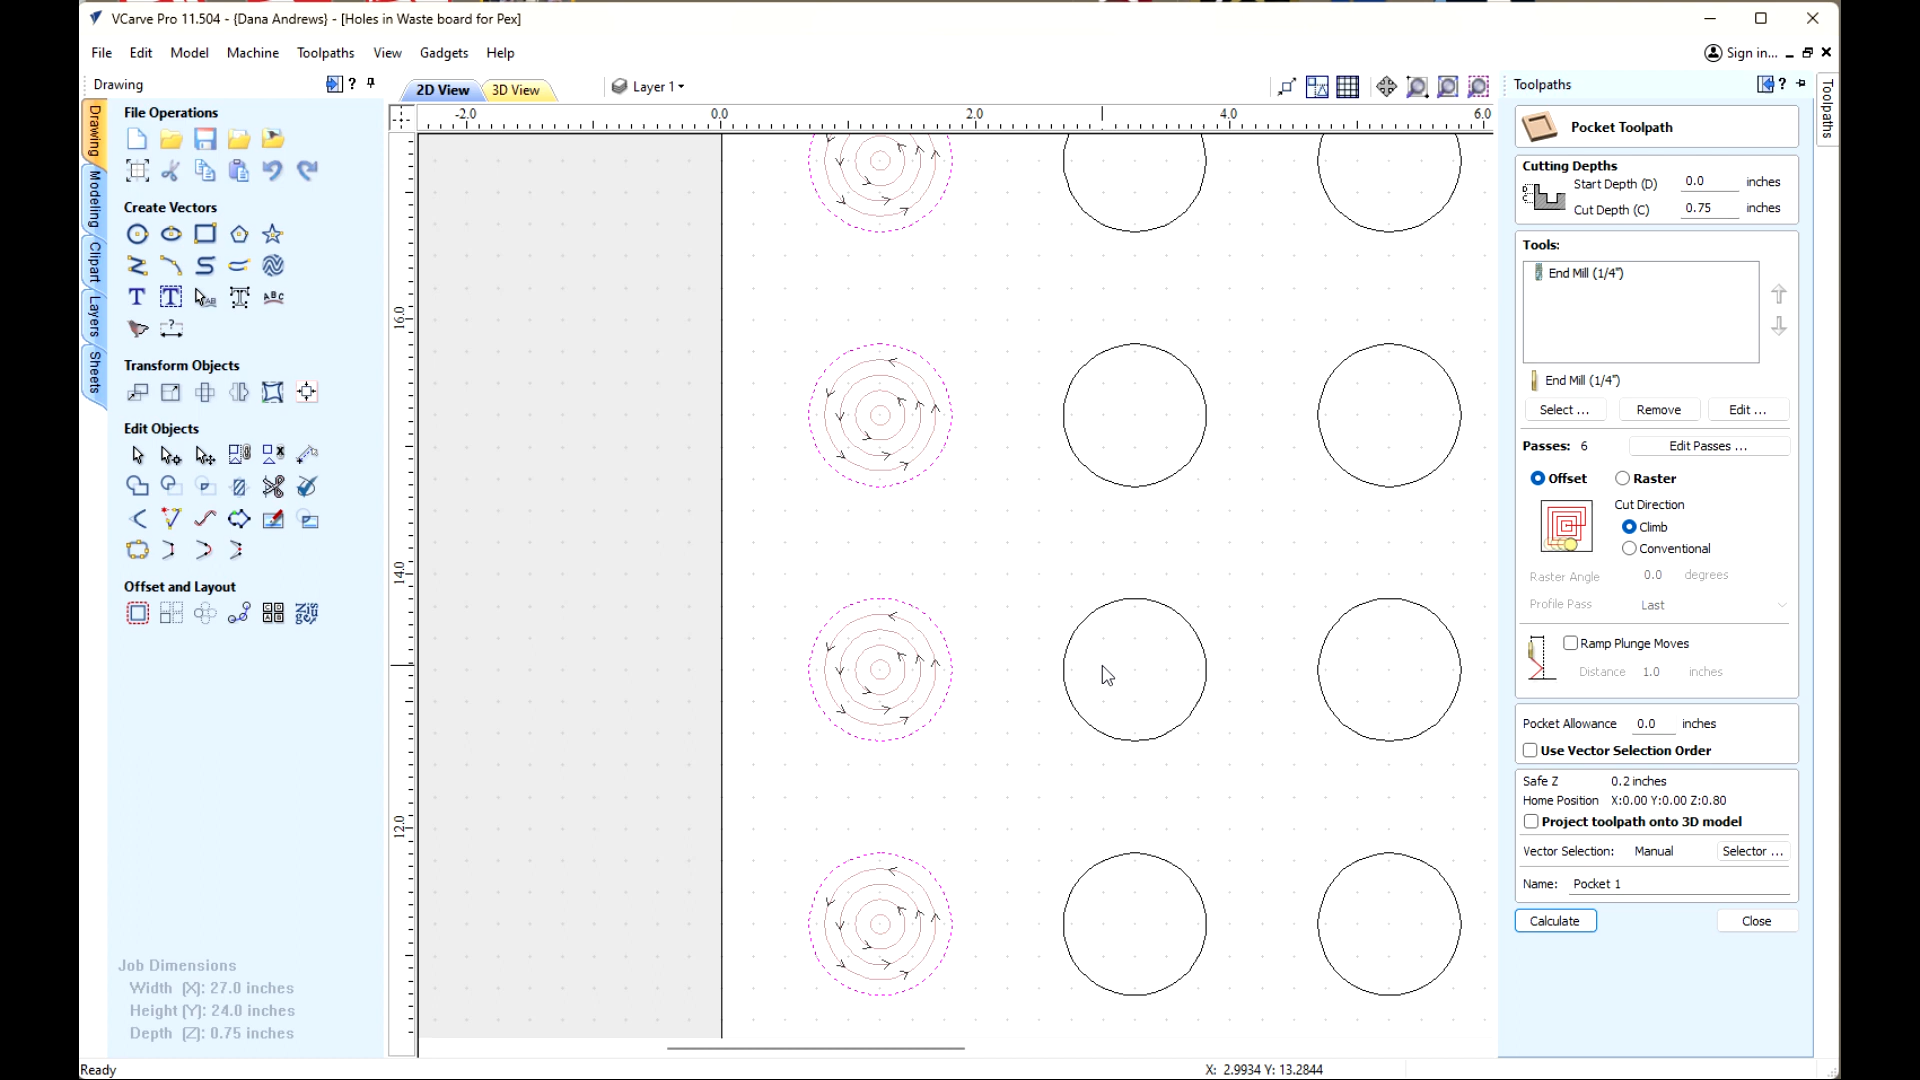 VCarve Pro 11.504 - {Dana Andrews} - [Holes in Waste board for Pex]
File Edit Model Machine Toolpaths View Gadgets Help
Sign in...
Drawing
2D View 3D View
Layer 1
Toolpaths
Toolpaths
Drawing
Modeling
Clipart
Layers
Sheets
File Operations
Create Vectors
Transform Objects
Edit Objects
Offset and Layout
Job Dimensions
Width (X): 27.0 inches
Height (Y): 24.0 inches
Depth (Z): 0.75 inches
-2.0 0.0 2.0 4.0 6.0
16.0
14.0
12.0
Pocket Toolpath
Cutting Depths
Start Depth (D) 0.0 inches
Cut Depth (C) 0.75 inches
Tools:
End Mill (1/4")
End Mill (1/4")
Select ... Remove Edit ...
Passes: 6 Edit Passes ...
Offset Raster
Cut Direction
Climb
Conventional
Raster Angle 0.0 degrees
Profile Pass Last
Ramp Plunge Moves
Distance 1.0 inches
Pocket Allowance 0.0 inches
Use Vector Selection Order
Safe Z 0.2 inches
Home Position X:0.00 Y:0.00 Z:0.80
Project toolpath onto 3D model
Vector Selection: Manual Selector ...
Name: Pocket 1
Calculate Close
Ready
X: 2.9934 Y: 13.2844